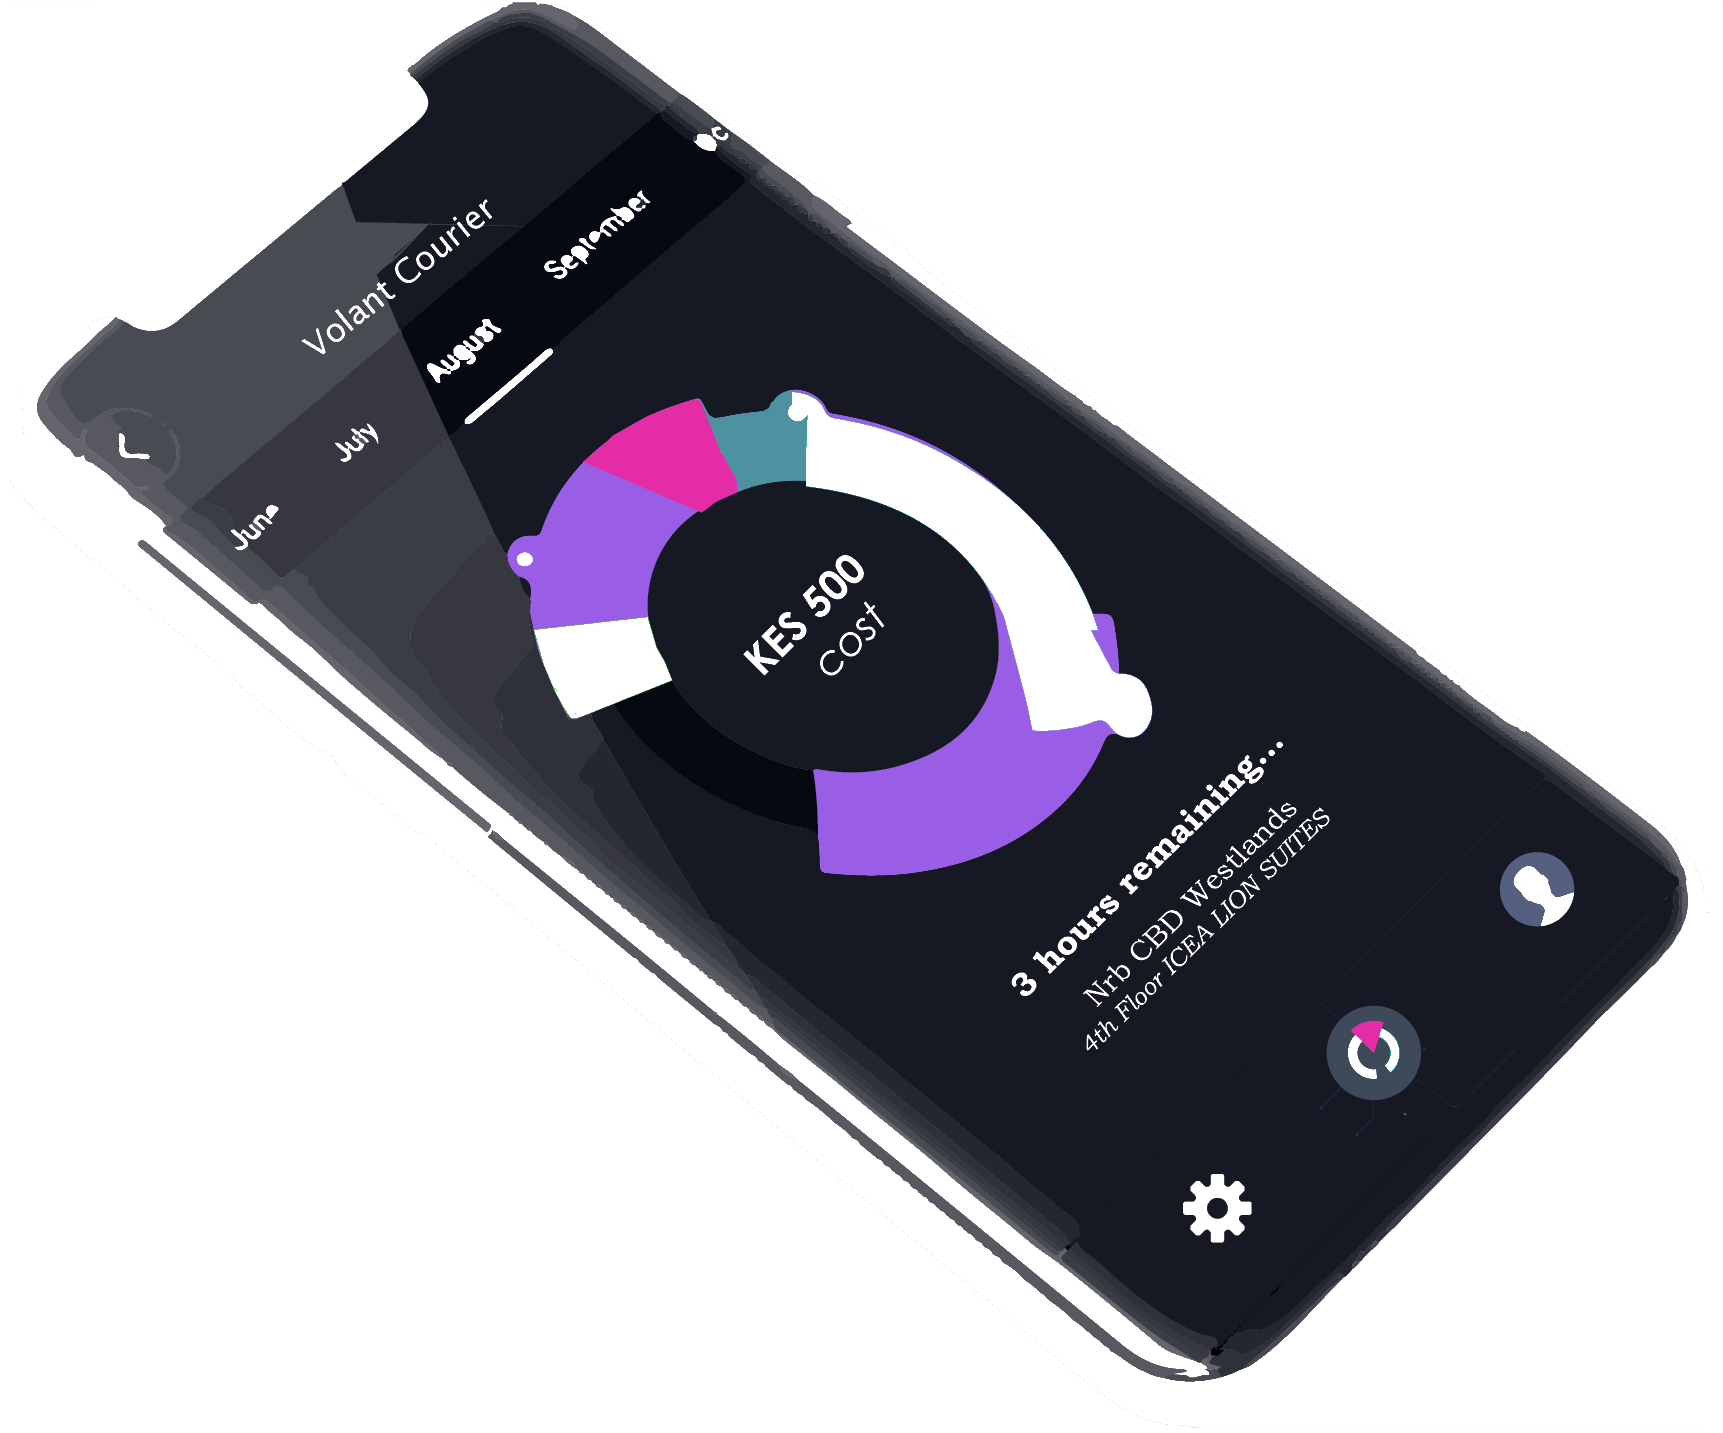 Volant Courier
June
July
August
September
Oc
KES 500
COST
3 hours remaining...
Nrb CBD Westlands
4th Floor ICEA LION SUITES